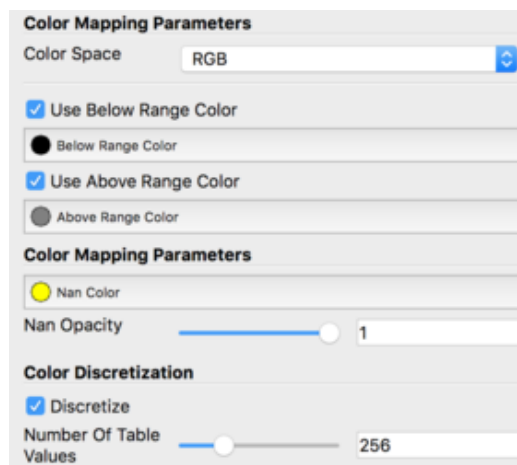 Color Mapping Parameters
Color Space RGB
Use Below Range Color
Below Range Color
Use Above Range Color
Above Range Color
Color Mapping Parameters
Nan Color
Nan Opacity 1
Color Discretization
Discretize
Number Of Table
Values 256